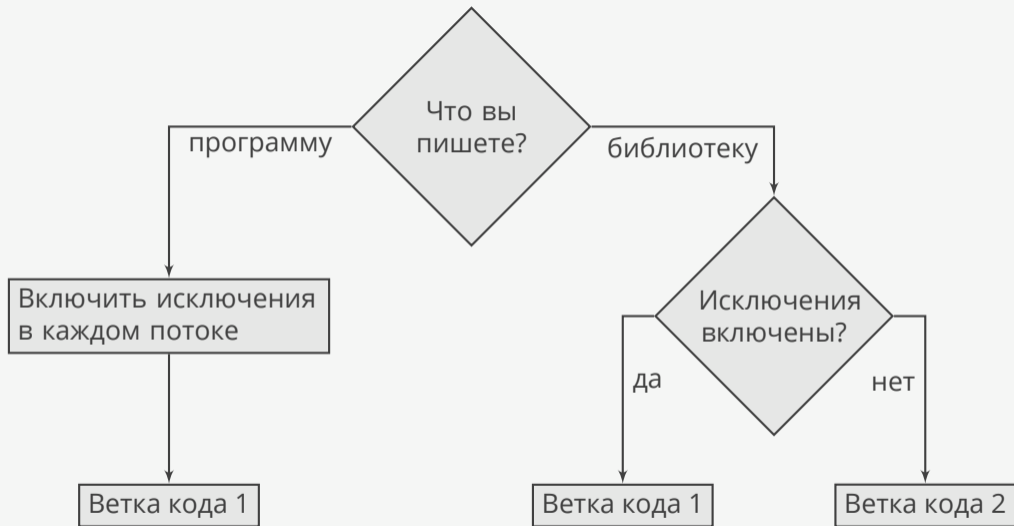 Что вы
пишете?
программу
библиотеку
Включить исключения
в каждом потоке
Исключения
включены?
да
нет
Ветка кода 1
Ветка кода 1
Ветка кода 2